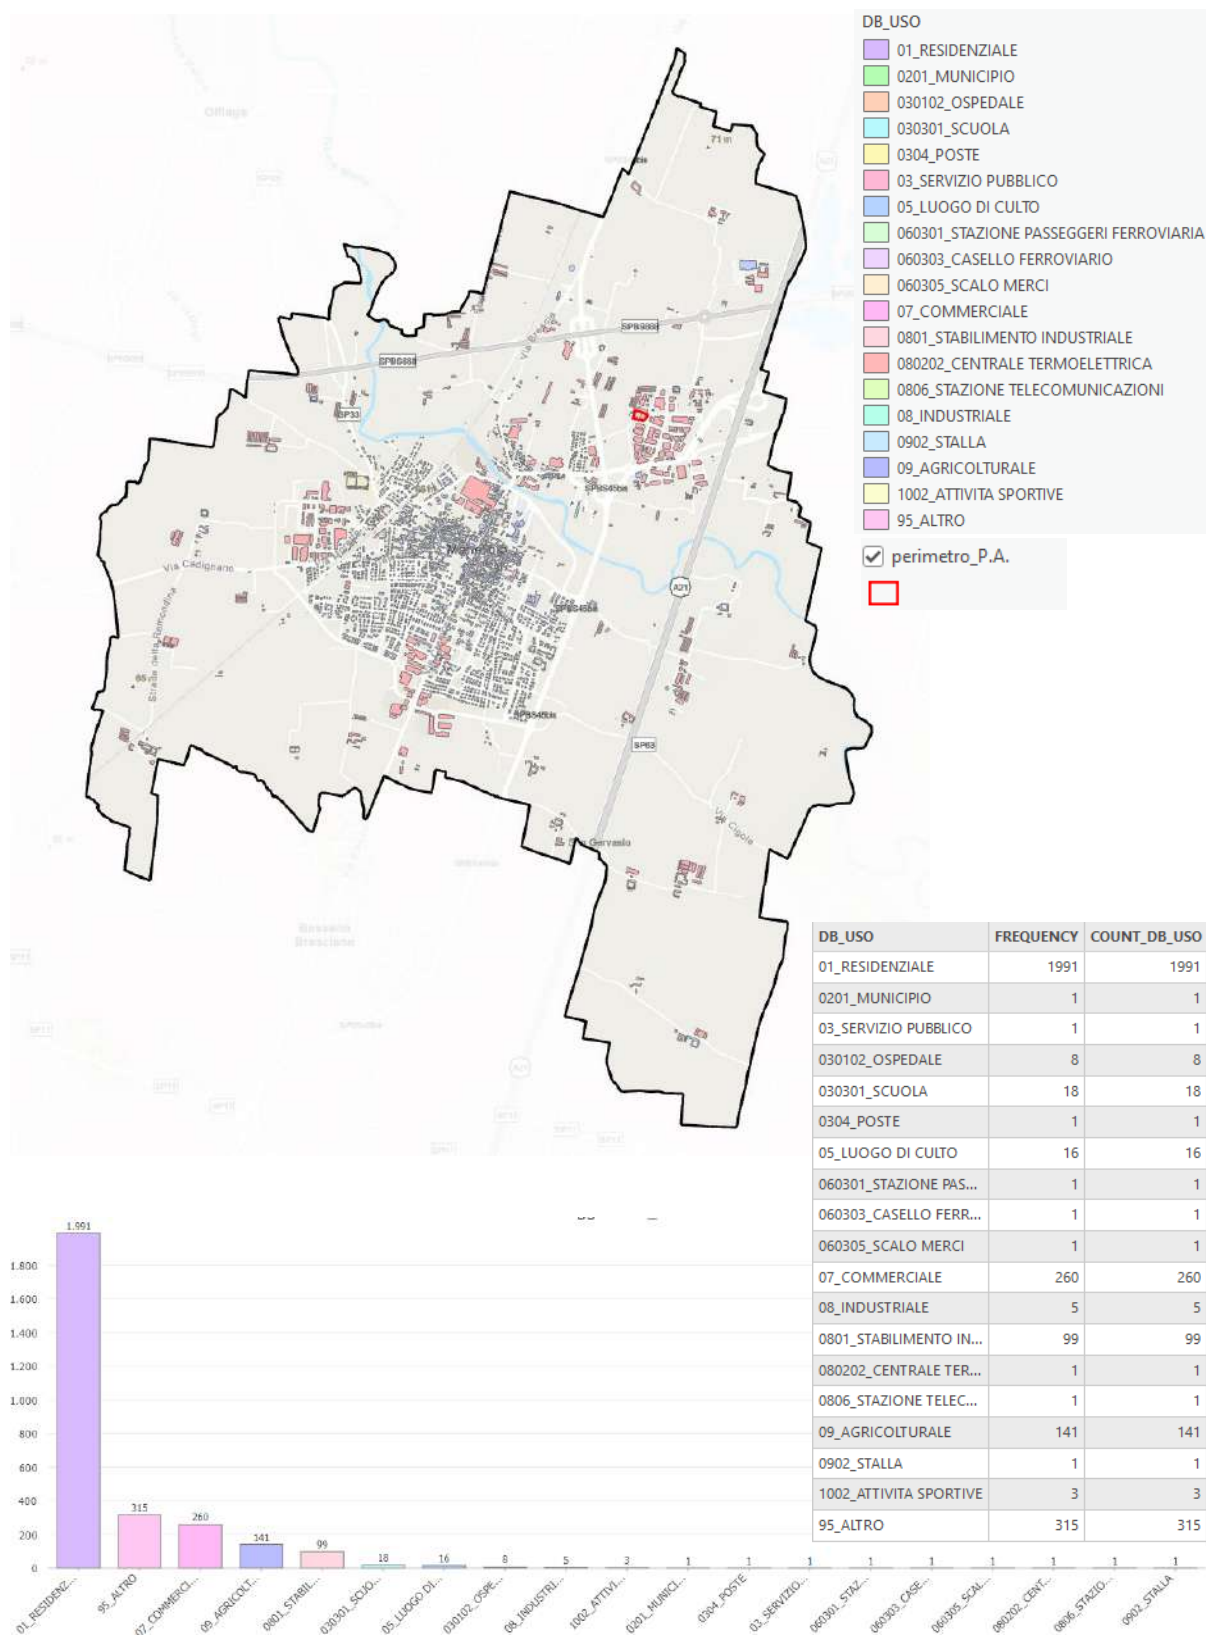 DB_USO
01_RESIDENZIALE
0201_MUNICIPIO
030102_OSPEDALE
030301_SCUOLA
0304_POSTE
03_SERVIZIO PUBBLICO
05_LUOGO DI CULTO
060301_STAZIONE PASSEGGERI FERROVIARIA
060303_CASELLO FERROVIARIO
060305_SCALO MERCI
07_COMMERCIALE
0801_STABILIMENTO INDUSTRIALE
080202_CENTRALE TERMOELETTRICA
0806_STAZIONE TELECOMUNICAZIONI
08_INDUSTRIALE
0902_STALLA
09_AGRICOLTURALE
1002_ATTIVITA SPORTIVE
95_ALTRO
perimetro_P.A.
Offlaga
71 m
SP33
Via Cadignano
Strada della Remondina
SPBS45bis
SPBS45bis
SPBS45bis
A21
SP63
Via Cigole
San Gervasio
Bassano
Bresciano
A21
DB_USO FREQUENCY COUNT_DB_USO
01_RESIDENZIALE 1991 1991
0201_MUNICIPIO 1 1
03_SERVIZIO PUBBLICO 1 1
030102_OSPEDALE 8 8
030301_SCUOLA 18 18
0304_POSTE 1 1
05_LUOGO DI CULTO 16 16
060301_STAZIONE PAS... 1 1
060303_CASELLO FERR... 1 1
060305_SCALO MERCI 1 1
07_COMMERCIALE 260 260
08_INDUSTRIALE 5 5
0801_STABILIMENTO IN... 99 99
080202_CENTRALE TER... 1 1
0806_STAZIONE TELEC... 1 1
09_AGRICOLTURALE 141 141
0902_STALLA 1 1
1002_ATTIVITA SPORTIVE 3 3
95_ALTRO 315 315
1.800
1.600
1.400
1.200
1.000
800
600
400
200
0
1.991 315 260 141 99 18 16 8 5 3 1 1 1 1 1 1 1 1 1
01_RESIDENZ... 95_ALTRO 07_COMMERCI... 09_AGRICOLT... 0801_STABIL... 030301_SCUO... 05_LUOGO DI... 030102_OSPE... 08_INDUSTRI... 1002_ATTIVI... 0201_MUNICI... 0304_POSTE 03_SERVIZIO... 060301_STAZ... 060303_CASE... 060305_SCAL... 080202_CENT... 0806_STAZIO... 0902_STALLA